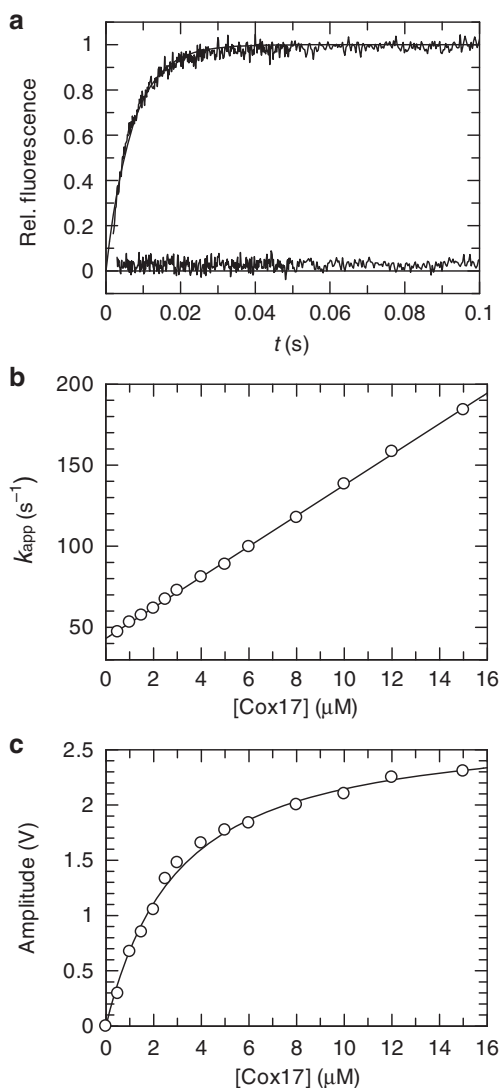 a
1
0.8
0.6
0.4
0.2
0
Rel. fluorescence
0 0.02 0.04 0.06 0.08 0.1
t (s)
b
200
150
100
50
kapp (s−1)
0 2 4 6 8 10 12 14 16
[Cox17] (μM)
c
2.5
2
1.5
1
0.5
0
Amplitude (V)
0 2 4 6 8 10 12 14 16
[Cox17] (μM)